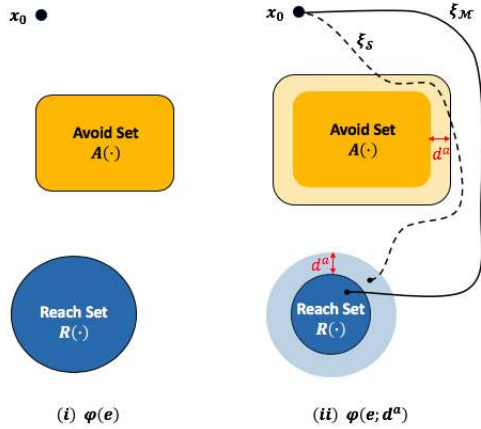 x₀
Avoid Set
A(·)
Reach Set
R(·)
(i) φ(e)
x₀
ξ_𝓜
ξ_𝓢
Avoid Set
A(·)
dᵃ
dᵃ
Reach Set
R(·)
(ii) φ(e; dᵃ)